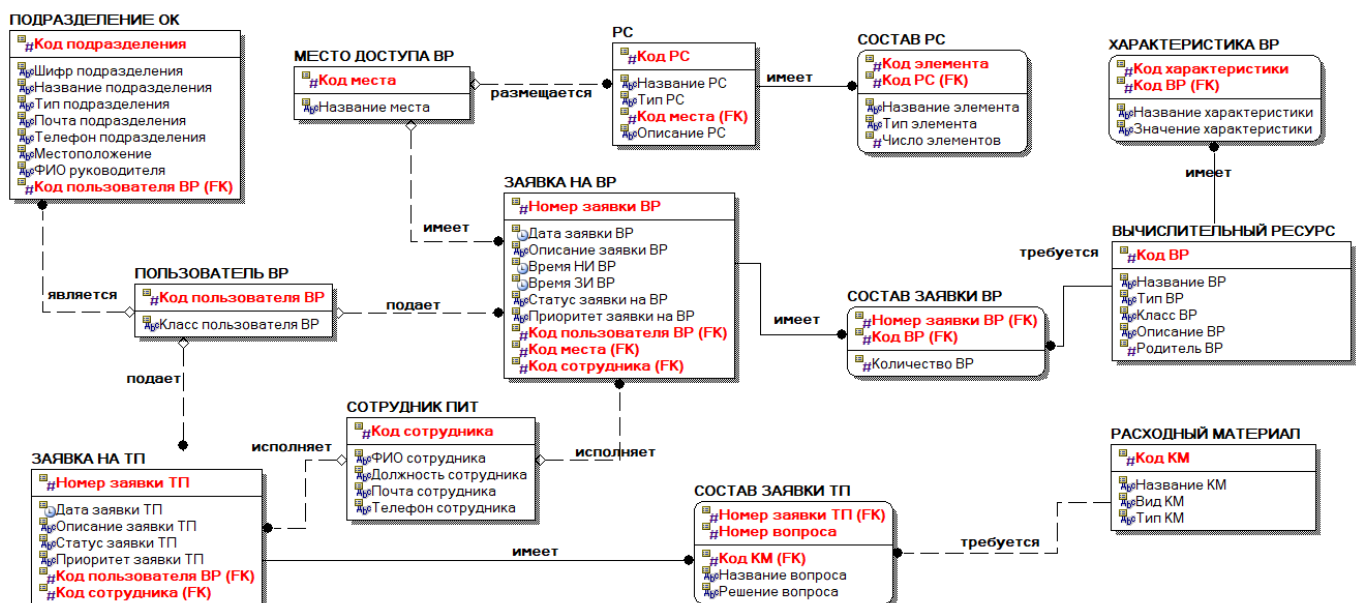 ПОДРАЗДЕЛЕНИЕ ОК
#Код подразделения
Шифр подразделения
Название подразделения
Тип подразделения
Почта подразделения
Телефон подразделения
Местоположение
ФИО руководителя
#Код пользователя ВР (FK)
МЕСТО ДОСТУПА ВР
#Код места
Название места
размещается
РС
#Код РС
Название РС
Тип РС
#Код места (FK)
Описание РС
имеет
СОСТАВ РС
#Код элемента
#Код РС (FK)
Название элемента
Тип элемента
#Число элементов
ХАРАКТЕРИСТИКА ВР
#Код характеристики
#Код ВР (FK)
Название характеристики
Значение характеристики
имеет
ЗАЯВКА НА ВР
#Номер заявки ВР
Дата заявки ВР
Описание заявки ВР
Время НИ ВР
Время ЗИ ВР
Статус заявки на ВР
Приоритет заявки на ВР
#Код пользователя ВР (FK)
#Код места (FK)
#Код сотрудника (FK)
имеет
является
ПОЛЬЗОВАТЕЛЬ ВР
#Код пользователя ВР
Класс пользователя ВР
подает
подает
имеет
СОСТАВ ЗАЯВКИ ВР
#Номер заявки ВР (FK)
#Код ВР (FK)
#Количество ВР
требуется
ВЫЧИСЛИТЕЛЬНЫЙ РЕСУРС
#Код ВР
Название ВР
Тип ВР
Класс ВР
Описание ВР
#Родитель ВР
СОТРУДНИК ПИТ
#Код сотрудника
ФИО сотрудника
Должность сотрудника
Почта сотрудника
Телефон сотрудника
исполняет
исполняет
ЗАЯВКА НА ТП
#Номер заявки ТП
Дата заявки ТП
Описание заявки ТП
Статус заявки ТП
Приоритет заявки ТП
#Код пользователя ВР (FK)
#Код сотрудника (FK)
имеет
СОСТАВ ЗАЯВКИ ТП
#Номер заявки ТП (FK)
#Номер вопроса
#Код КМ (FK)
Название вопроса
Решение вопроса
требуется
РАСХОДНЫЙ МАТЕРИАЛ
#Код КМ
Название КМ
Вид КМ
Тип КМ